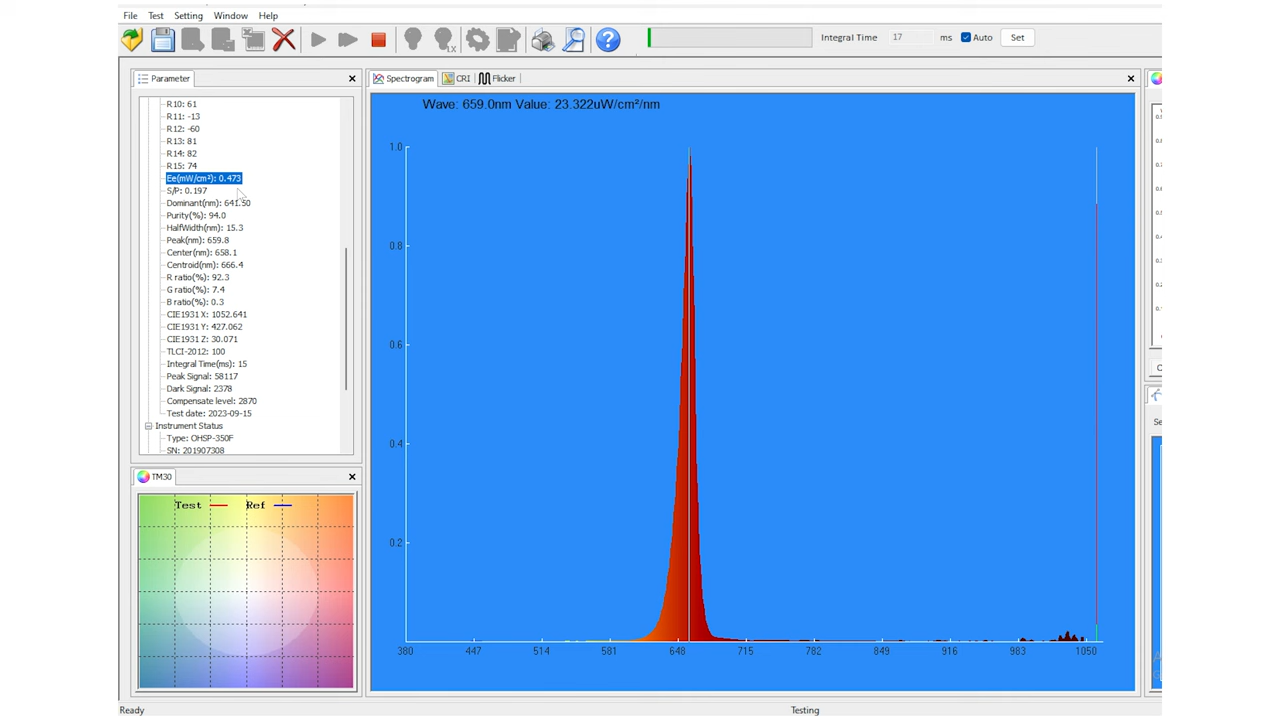 File Test Setting Window Help
1X
Integral Time 17 ms Auto Set
Parameter
R10: 61
R11: -13
R12: -60
R13: 81
R14: 82
R15: 74
Ee(mW/cm²): 0.473
S/P: 0.197
Dominant(nm): 641.50
Purity(%): 94.0
HalfWidth(nm): 15.3
Peak(nm): 659.8
Center(nm): 658.1
Centroid(nm): 666.4
R ratio(%): 92.3
G ratio(%): 7.4
B ratio(%): 0.3
CIE1931 X: 1052.641
CIE1931 Y: 427.062
CIE1931 Z: 30.071
TLCI-2012: 100
Integral Time(ms): 15
Peak Signal: 58117
Dark Signal: 2378
Compensate level: 2870
Test date: 2023-09-15
Instrument Status
Type: OHSP-350F
SN: 201907308
TM30
Test Ref
Spectrogram CRI Flicker
Wave: 659.0nm Value: 23.322uW/cm²/nm
1.0
0.8
0.6
0.4
0.2
380 447 514 581 648 715 782 849 916 983 1050
Ready Testing